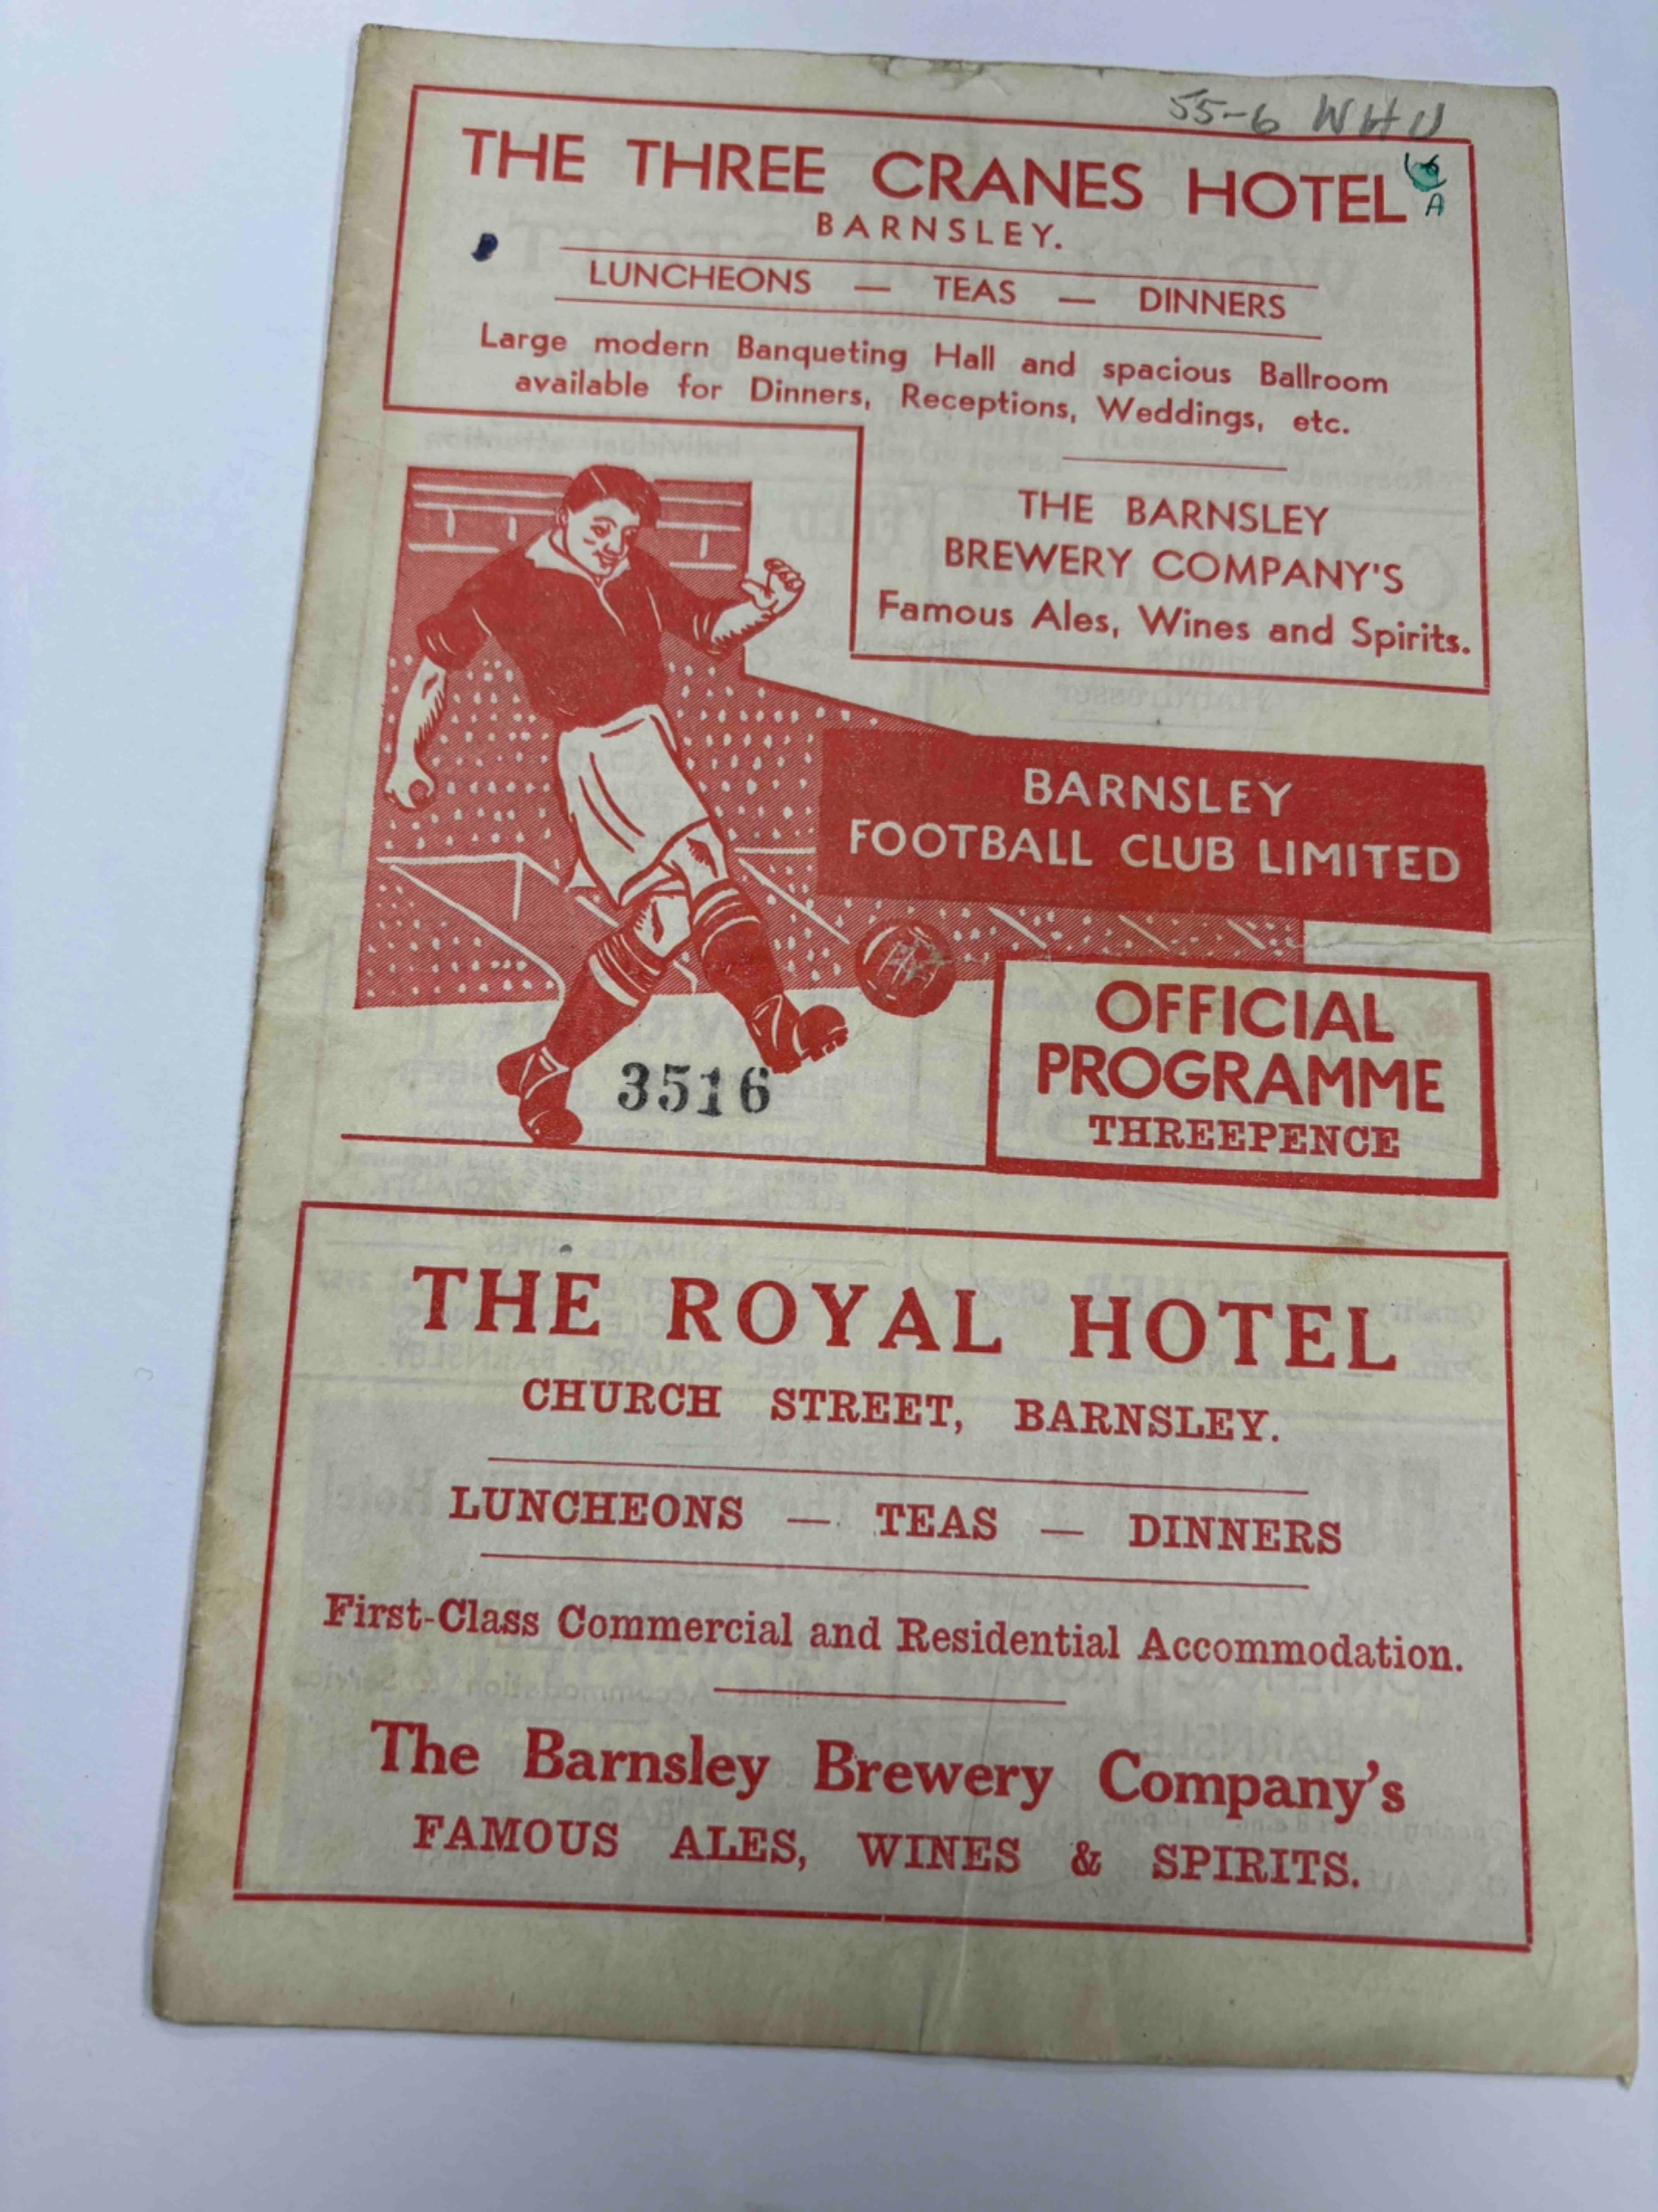 55-6 WHU
THE THREE CRANES HOTEL
A
BARNSLEY.
LUNCHEONS — TEAS — DINNERS
Large modern Banqueting Hall and spacious Ballroom
available for Dinners, Receptions, Weddings, etc.
THE BARNSLEY
BREWERY COMPANY'S
Famous Ales, Wines and Spirits.
BARNSLEY
FOOTBALL CLUB LIMITED
OFFICIAL
PROGRAMME
THREEPENCE
3516
THE ROYAL HOTEL
CHURCH STREET, BARNSLEY.
LUNCHEONS — TEAS — DINNERS
First-Class Commercial and Residential Accommodation.
The Barnsley Brewery Company's
FAMOUS ALES, WINES & SPIRITS.